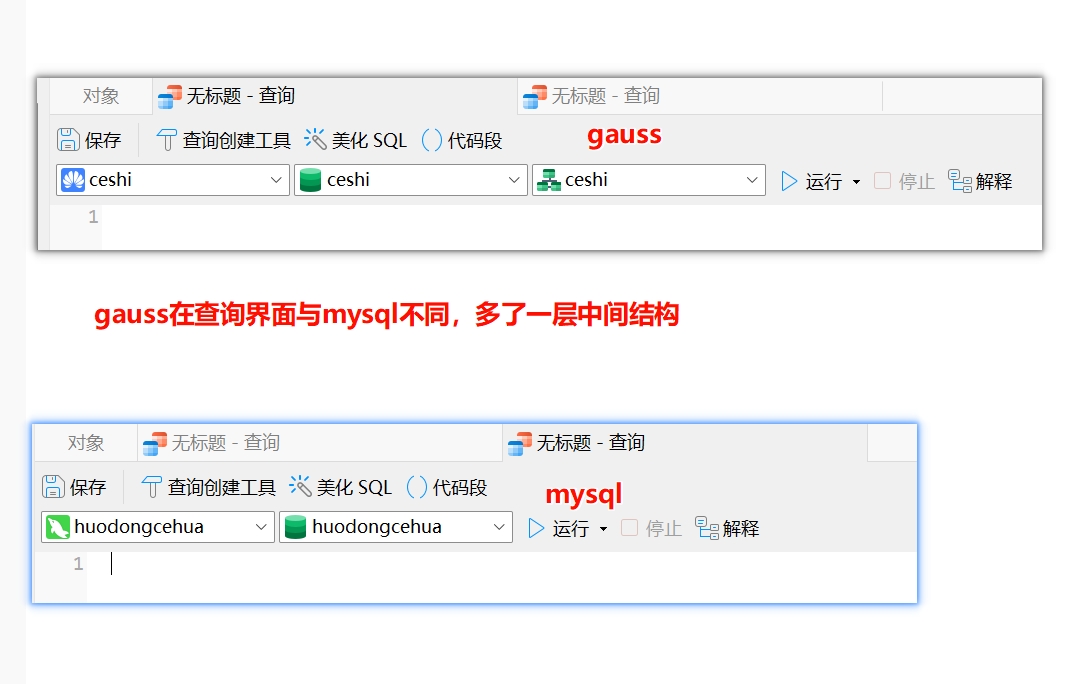 对象 无标题 - 查询 无标题 - 查询
保存 查询创建工具 美化 SQL () 代码段 gauss
ceshi ceshi ceshi 运行 停止 解释
1
gauss在查询界面与mysql不同，多了一层中间结构
对象 无标题 - 查询 无标题 - 查询
保存 查询创建工具 美化 SQL () 代码段 mysql
huodongcehua huodongcehua 运行 停止 解释
1